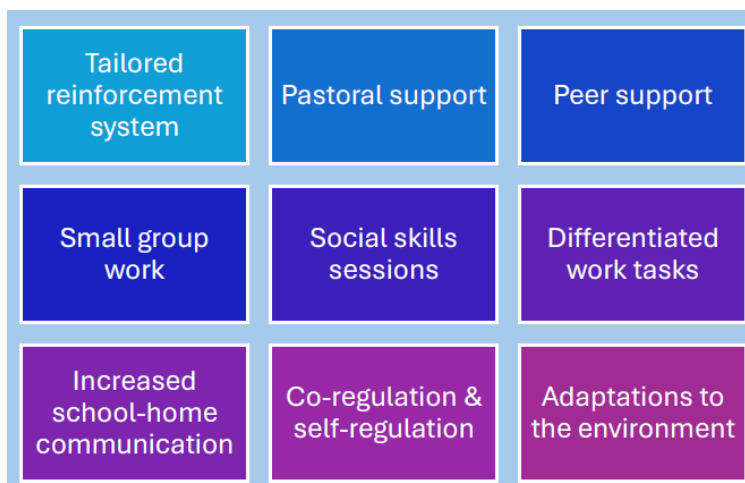 Tailored
reinforcement
system
Pastoral support
Peer support
Small group
work
Social skills
sessions
Differentiated
work tasks
Increased
school-home
communication
Co-regulation &
self-regulation
Adaptations to
the environment